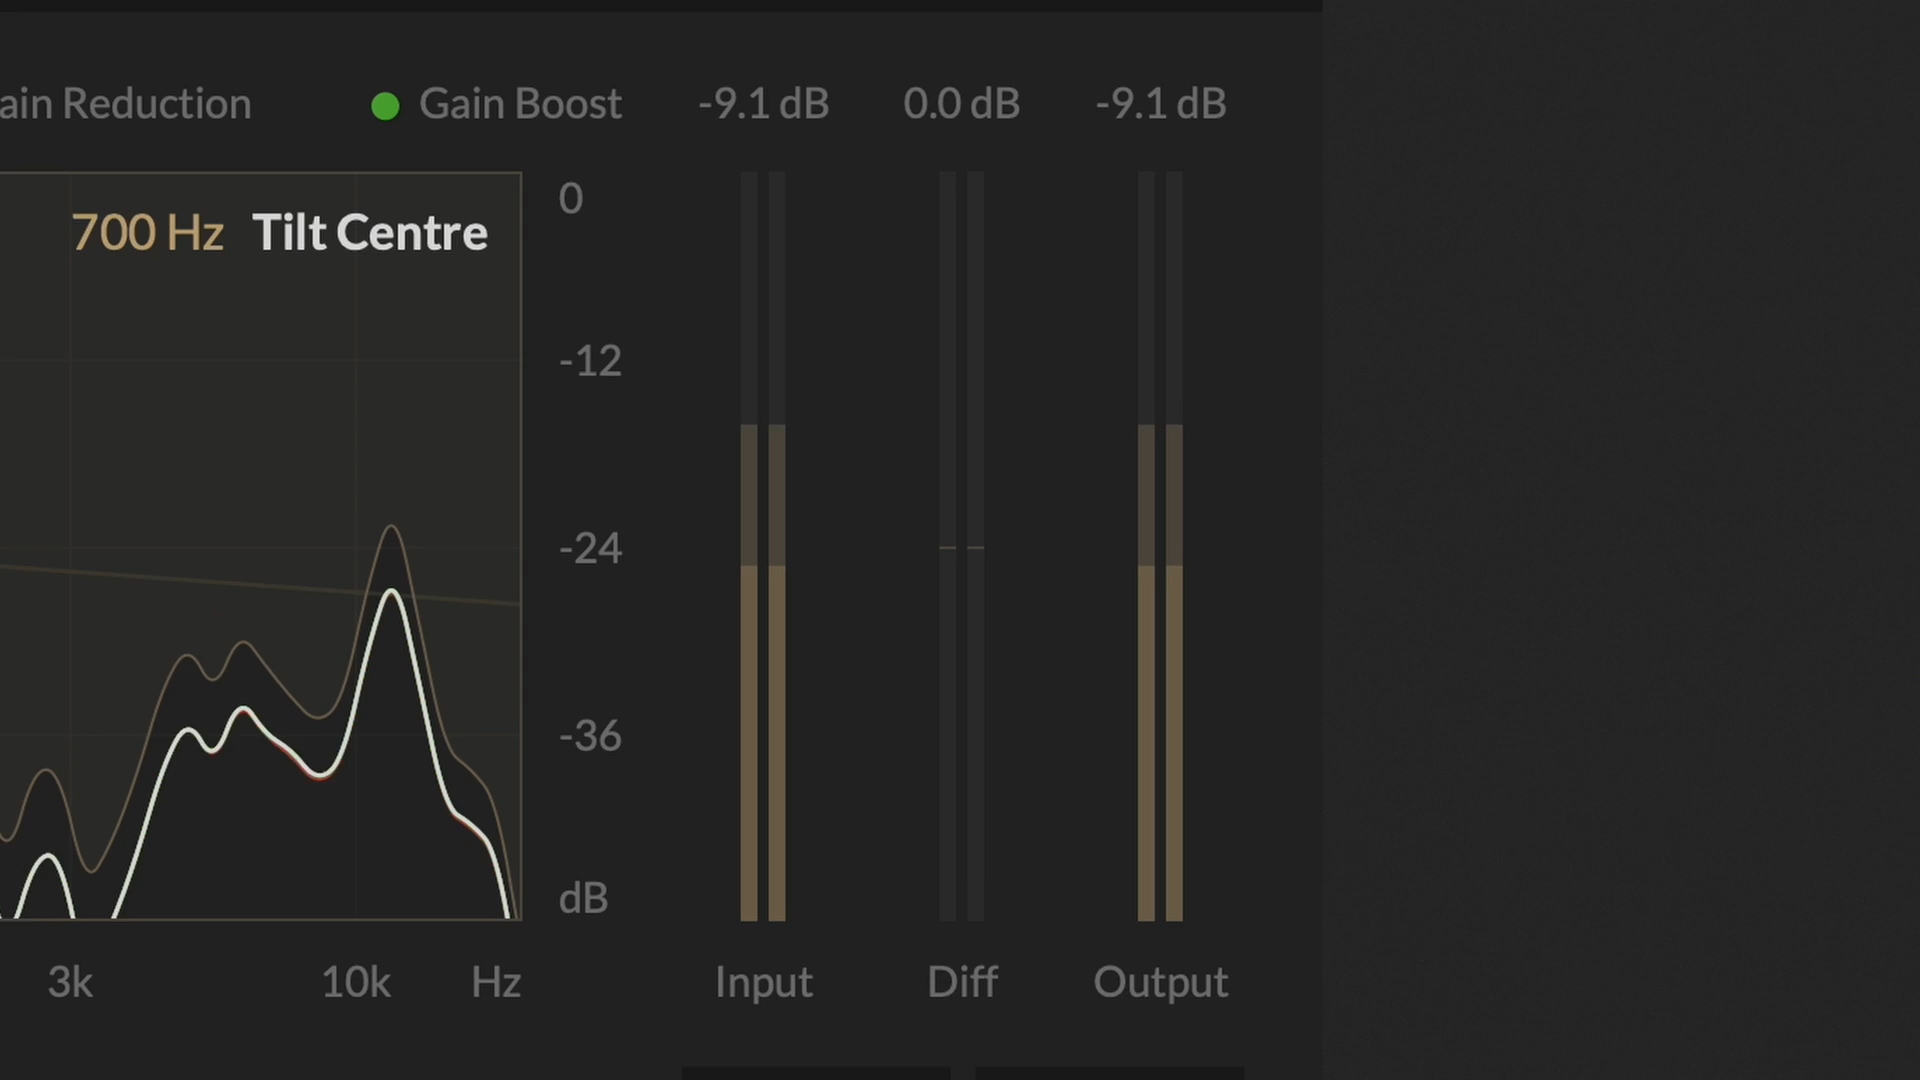 ain Reduction
Gain Boost
-9.1 dB
0.0 dB
-9.1 dB
700 Hz Tilt Centre
0
-12
-24
-36
dB
3k
10k
Hz
Input
Diff
Output